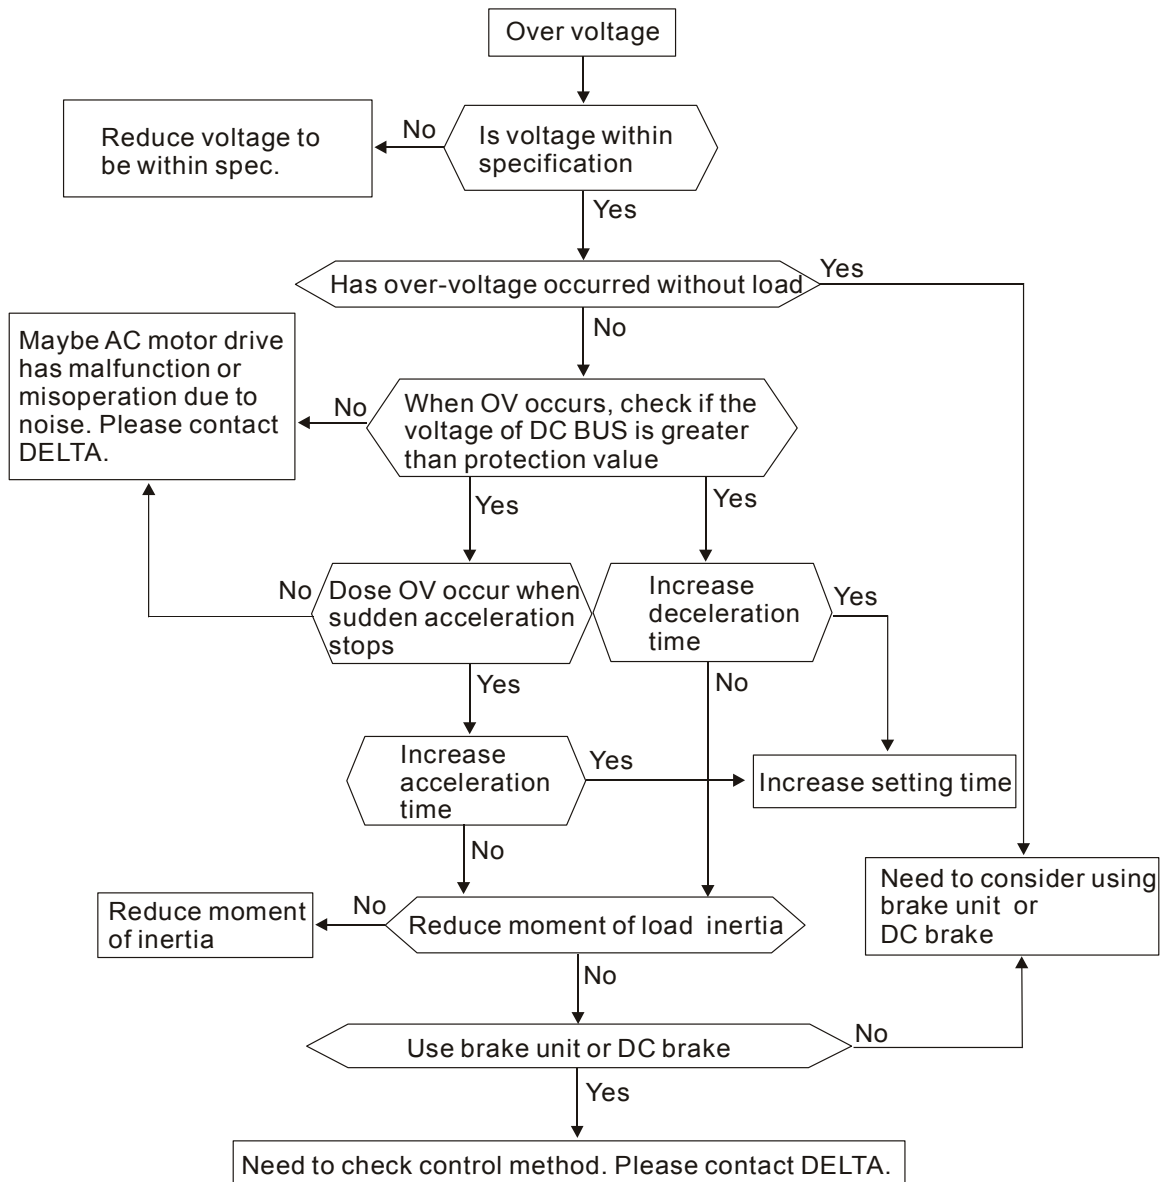 Over voltage
No
Is voltage within
specification
Reduce voltage to
be within spec.
Yes
Has over-voltage occurred without load
Yes
No
Maybe AC motor drive
has malfunction or
misoperation due to
noise. Please contact
DELTA.
No
When OV occurs, check if the
voltage of DC BUS is greater
than protection value
Yes
Yes
No
Dose OV occur when
sudden acceleration
stops
Increase
deceleration
time
Yes
Yes
No
Increase
acceleration
time
Yes
Increase setting time
No
Need to consider using
brake unit or
DC brake
Reduce moment
of inertia
No
Reduce moment of load inertia
No
Use brake unit or DC brake
No
Yes
Need to check control method. Please contact DELTA.